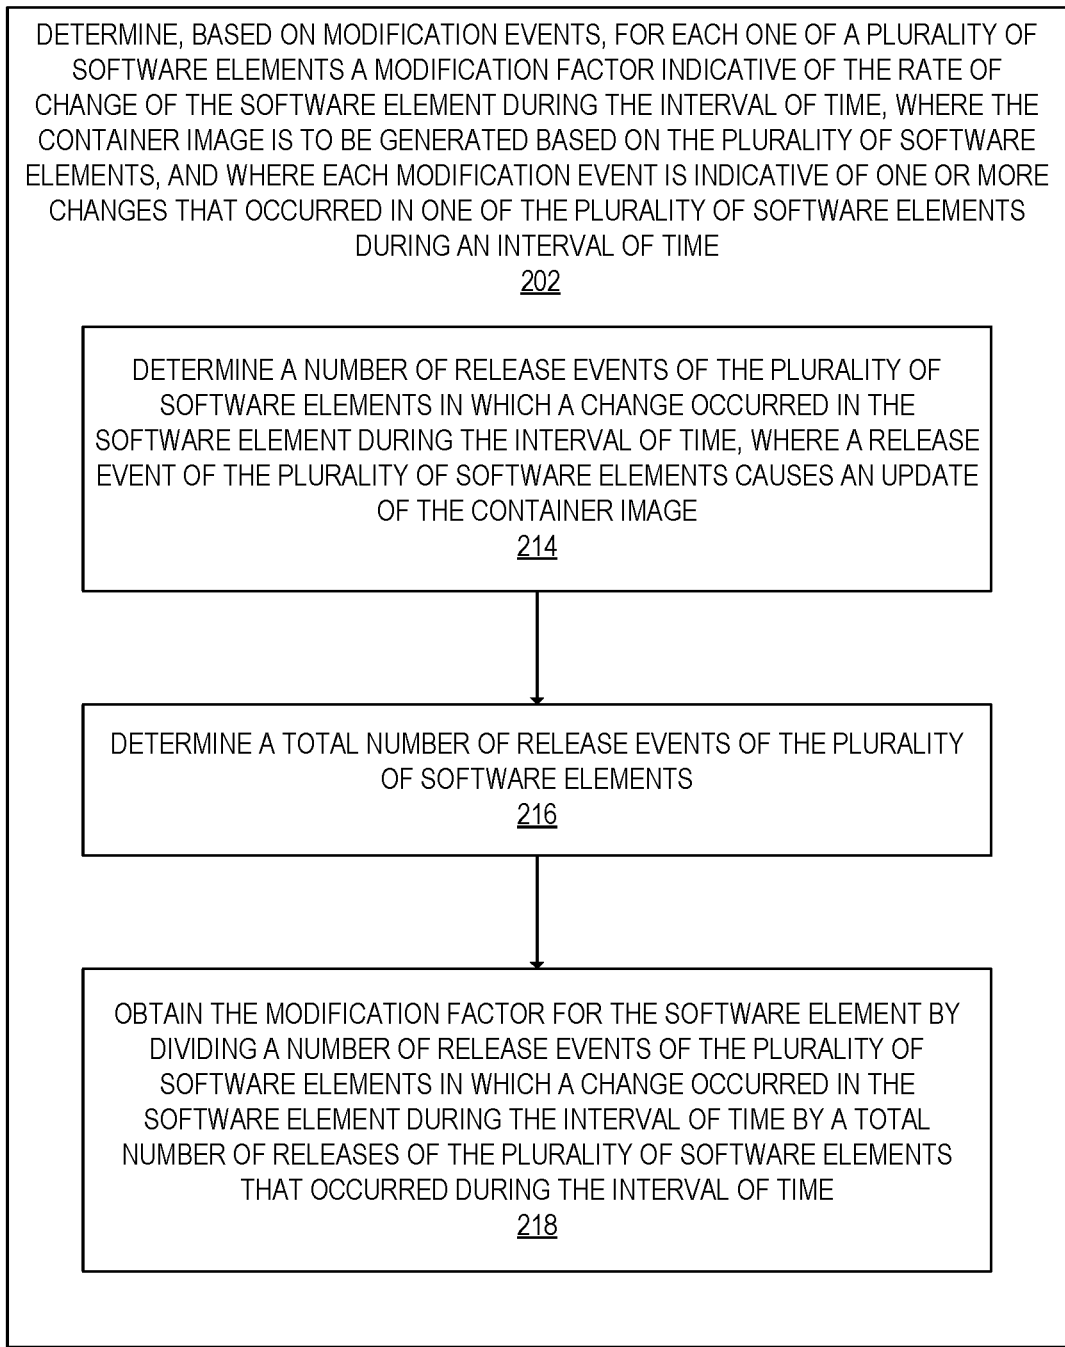 DETERMINE, BASED ON MODIFICATION EVENTS, FOR EACH ONE OF A PLURALITY OF
SOFTWARE ELEMENTS A MODIFICATION FACTOR INDICATIVE OF THE RATE OF
CHANGE OF THE SOFTWARE ELEMENT DURING THE INTERVAL OF TIME, WHERE THE
CONTAINER IMAGE IS TO BE GENERATED BASED ON THE PLURALITY OF SOFTWARE
ELEMENTS, AND WHERE EACH MODIFICATION EVENT IS INDICATIVE OF ONE OR MORE
CHANGES THAT OCCURRED IN ONE OF THE PLURALITY OF SOFTWARE ELEMENTS
DURING AN INTERVAL OF TIME
202
DETERMINE A NUMBER OF RELEASE EVENTS OF THE PLURALITY OF
SOFTWARE ELEMENTS IN WHICH A CHANGE OCCURRED IN THE
SOFTWARE ELEMENT DURING THE INTERVAL OF TIME, WHERE A RELEASE
EVENT OF THE PLURALITY OF SOFTWARE ELEMENTS CAUSES AN UPDATE
OF THE CONTAINER IMAGE
214
DETERMINE A TOTAL NUMBER OF RELEASE EVENTS OF THE PLURALITY
OF SOFTWARE ELEMENTS
216
OBTAIN THE MODIFICATION FACTOR FOR THE SOFTWARE ELEMENT BY
DIVIDING A NUMBER OF RELEASE EVENTS OF THE PLURALITY OF
SOFTWARE ELEMENTS IN WHICH A CHANGE OCCURRED IN THE
SOFTWARE ELEMENT DURING THE INTERVAL OF TIME BY A TOTAL
NUMBER OF RELEASES OF THE PLURALITY OF SOFTWARE ELEMENTS
THAT OCCURRED DURING THE INTERVAL OF TIME
218